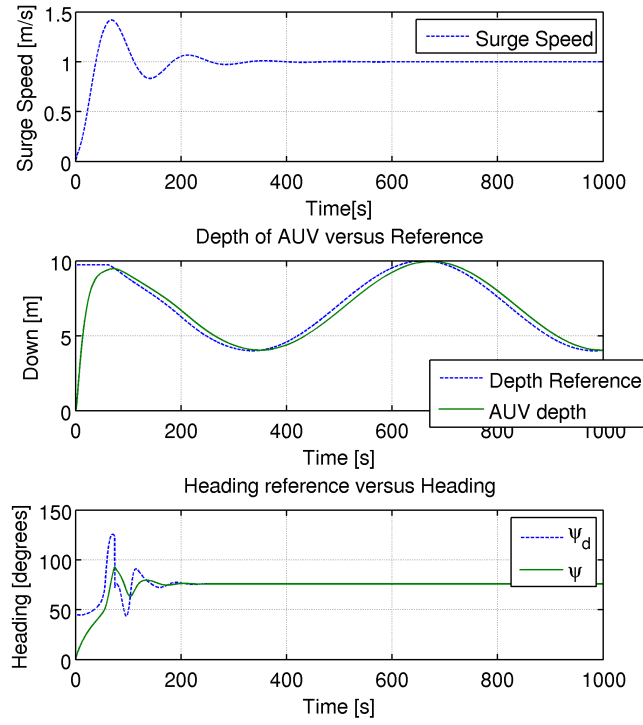 1.5
1
0.5
0
Surge Speed [m/s]
Surge Speed
0 200 400 600 800 1000
Time[s]
Depth of AUV versus Reference
10
5
0
Down [m]
Depth Reference
AUV depth
0 200 400 600 800 1000
Time [s]
Heading reference versus Heading
150
100
50
0
Heading [degrees]
ψd
ψ
0 200 400 600 800 1000
Time [s]